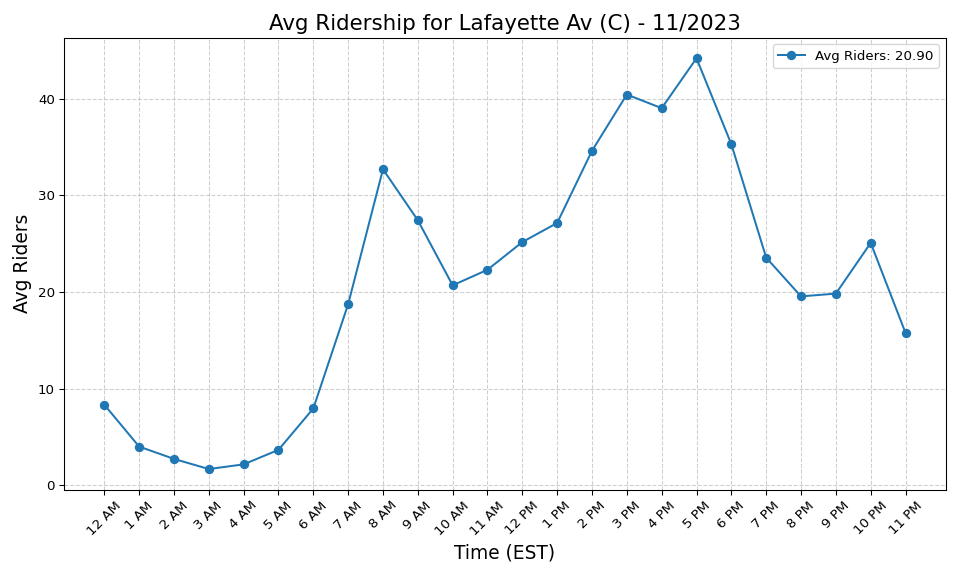 Avg Ridership for Lafayette Av (C) - 11/2023
Avg Riders: 20.90
Avg Riders
40
30
20
10
0
12 AM
1 AM
2 AM
3 AM
4 AM
5 AM
6 AM
7 AM
8 AM
9 AM
10 AM
11 AM
12 PM
1 PM
2 PM
3 PM
4 PM
5 PM
6 PM
7 PM
8 PM
9 PM
10 PM
11 PM
Time (EST)